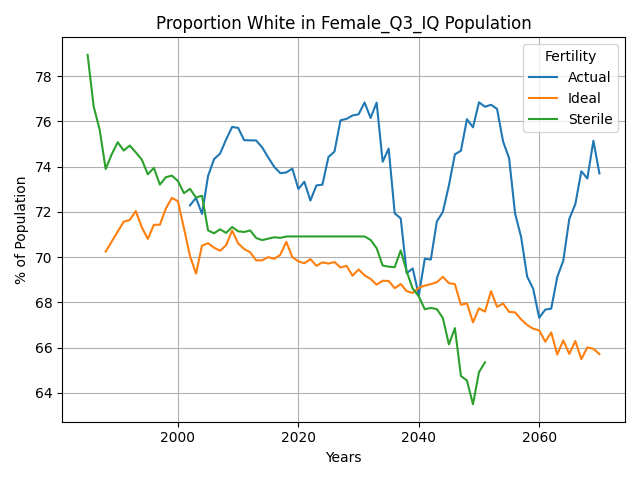 Proportion White in Female_Q3_IQ Population
% of Population
78
76
74
72
70
68
66
64
Fertility
Actual
Ideal
Sterile
2000
2020
2040
2060
Years